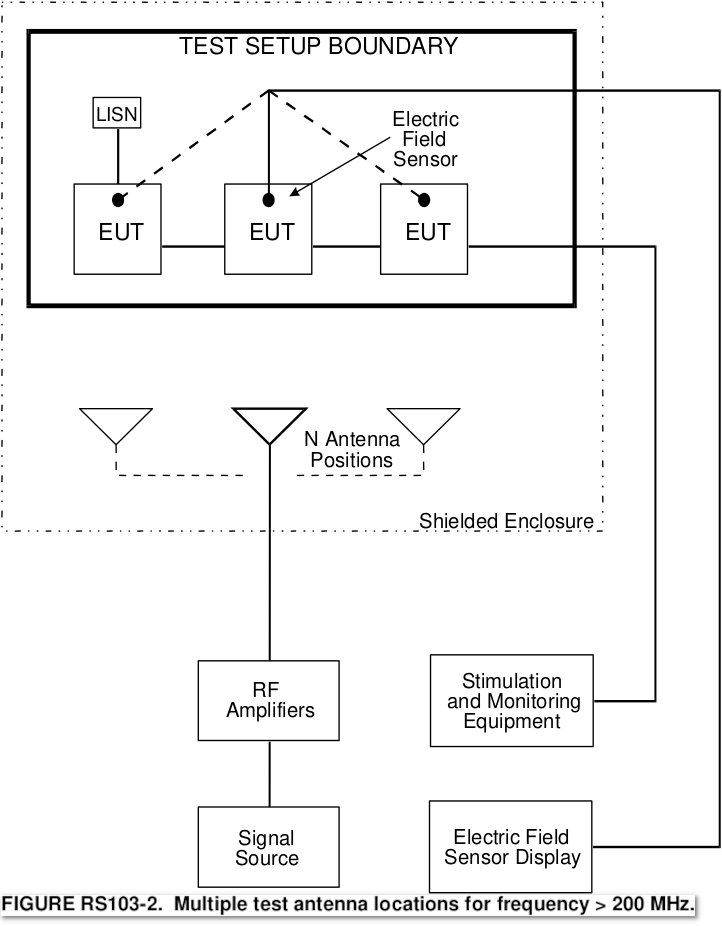 TEST SETUP BOUNDARY
LISN
Electric
Field
Sensor
EUT
EUT
EUT
N Antenna
Positions
Shielded Enclosure
RF
Amplifiers
Stimulation
and Monitoring
Equipment
Signal
Source
Electric Field
Sensor Display
FIGURE RS103-2. Multiple test antenna locations for frequency > 200 MHz.